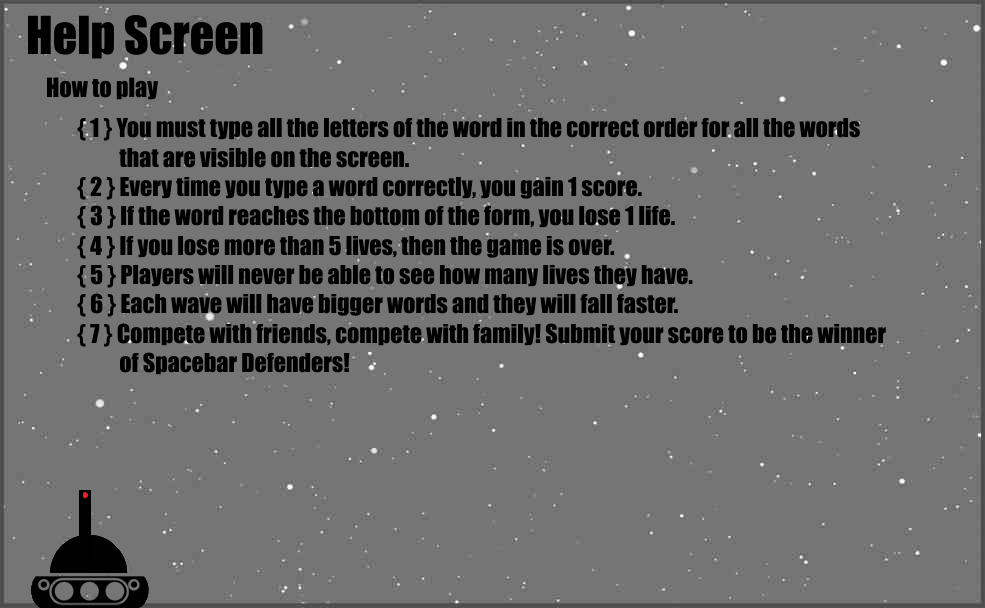 Help Screen
How to play
{ 1 } You must type all the letters of the word in the correct order for all the words
that are visible on the screen.
{ 2 } Every time you type a word correctly, you gain 1 score.
{ 3 } If the word reaches the bottom of the form, you lose 1 life.
{ 4 } If you lose more than 5 lives, then the game is over.
{ 5 } Players will never be able to see how many lives they have.
{ 6 } Each wave will have bigger words and they will fall faster.
{ 7 } Compete with friends, compete with family! Submit your score to be the winner
of Spacebar Defenders!